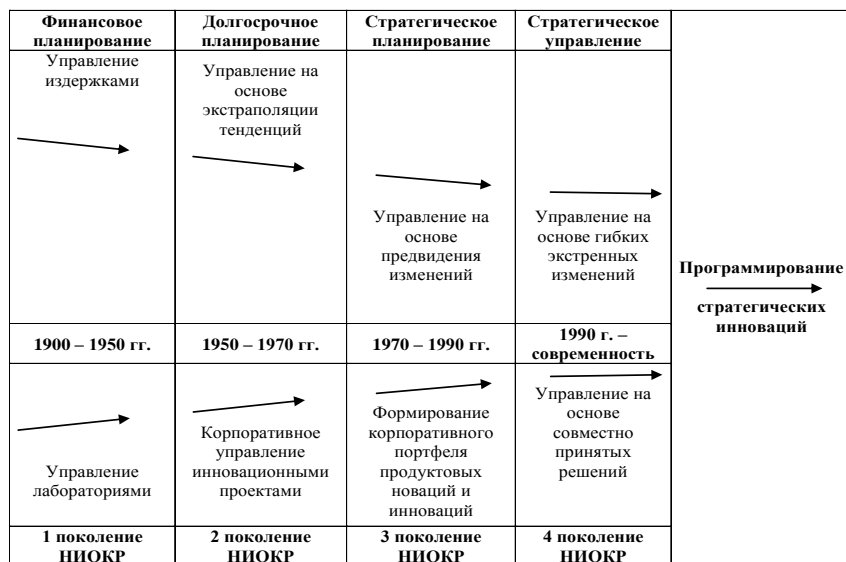 Финансовое
планирование
Долгосрочное
планирование
Стратегическое
планирование
Стратегическое
управление
Управление
издержками
Управление на
основе
экстраполяции
тенденций
Управление на
основе
предвидения
изменений
Управление на
основе гибких
экстренных
изменений
Программирование
стратегических
инноваций
1900 – 1950 гг.
1950 – 1970 гг.
1970 – 1990 гг.
1990 г. –
современность
Управление
лабораториями
Корпоративное
управление
инновационными
проектами
Формирование
корпоративного
портфеля
продуктовых
новаций и
инноваций
Управление на
основе
совместно
принятых
решений
1 поколение
НИОКР
2 поколение
НИОКР
3 поколение
НИОКР
4 поколение
НИОКР